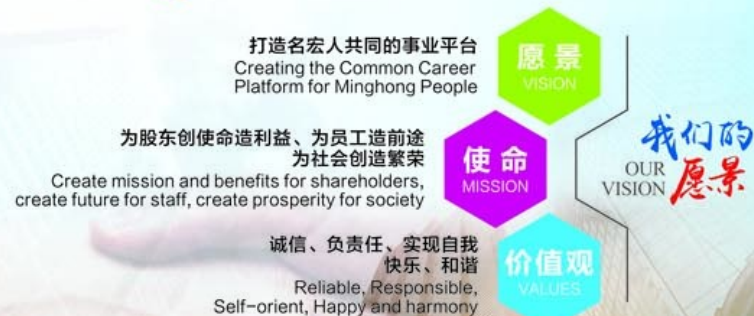 打造名宏人共同的事业平台
Creating the Common Career
Platform for Minghong People
愿景
VISION
为股东创使命造利益、为员工造前途
为社会创造繁荣
Create mission and benefits for shareholders,
create future for staff, create prosperity for society
使命
MISSION
诚信、负责任、实现自我
快乐、和谐
Reliable, Responsible,
Self-orient, Happy and harmony
价值观
VALUES
我们的
OUR
VISION
愿景